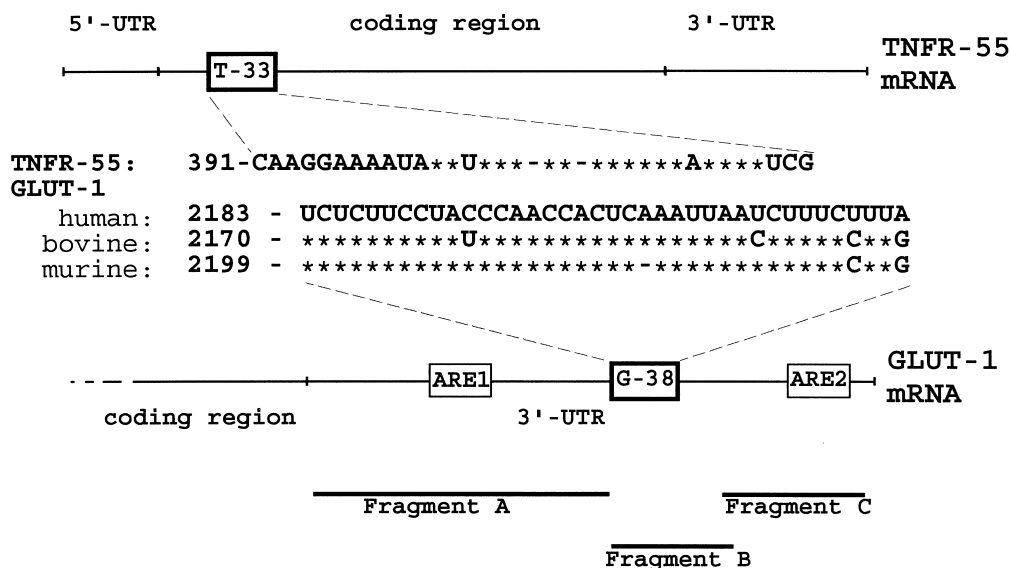 5'-UTR coding region 3'-UTR
T-33
TNFR-55
mRNA
TNFR-55: 391-CAAGGAAAAUA**U***-**-******A****UCG
GLUT-1
human: 2183 - UCUCUUCCUACCCAACCACUCAAAUUAAUCUUUCUUUA
bovine: 2170 - **********U*****************C*****C**G
murine: 2199 - *********************-************C**G
ARE1 G-38 ARE2
GLUT-1
mRNA
coding region 3'-UTR
Fragment A Fragment C
Fragment B